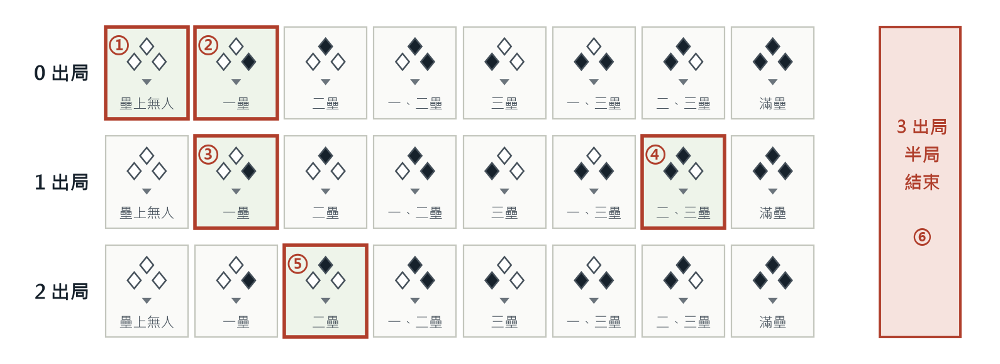 ① ②
0 出局
壘上無人 一壘 二壘 一、二壘 三壘 一、三壘 二、三壘 滿壘
③ ④
1 出局
壘上無人 一壘 二壘 一、二壘 三壘 一、三壘 二、三壘 滿壘
⑤
2 出局
壘上無人 一壘 二壘 一、二壘 三壘 一、三壘 二、三壘 滿壘
3 出局
半局
結束
⑥